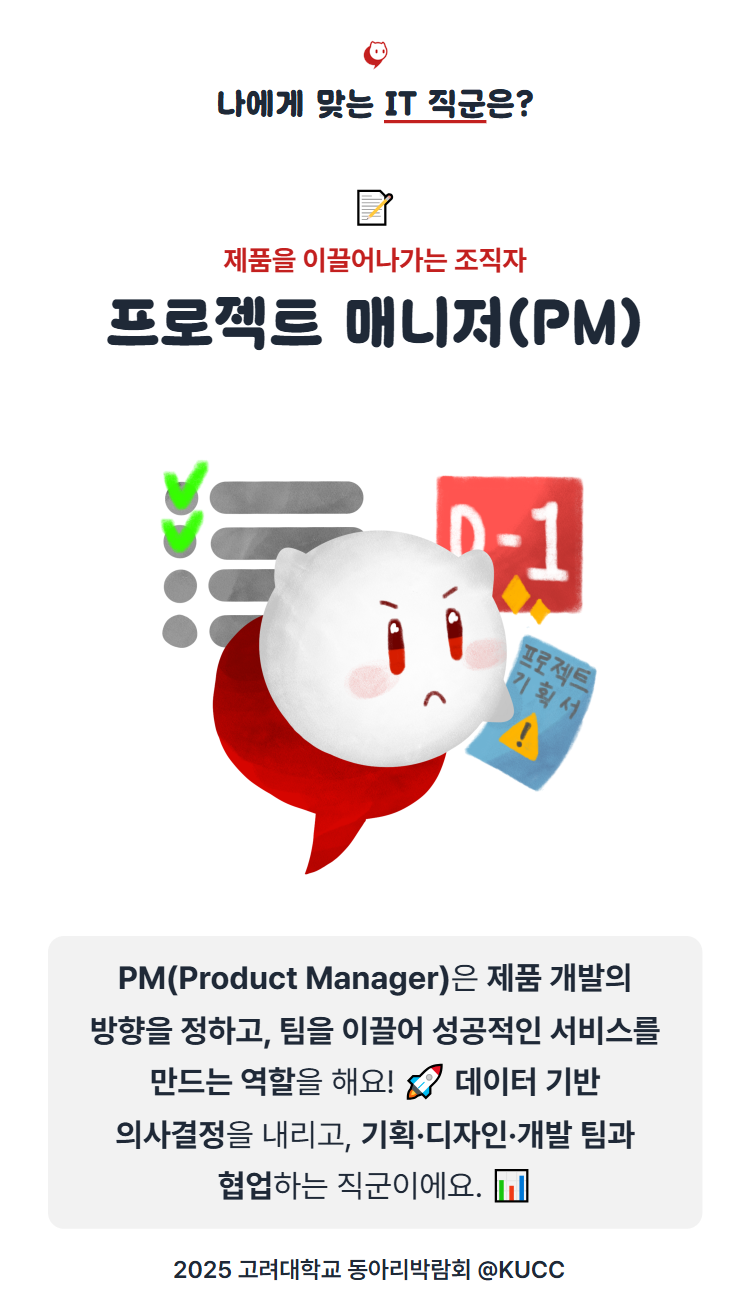 나에게 맞는 IT 직군은?
제품을 이끌어나가는 조직자
프로젝트 매니저(PM)
D-1
프로젝트
기획서
!
PM(Product Manager)은 제품 개발의
방향을 정하고, 팀을 이끌어 성공적인 서비스를
만드는 역할을 해요! 🚀 데이터 기반
의사결정을 내리고, 기획·디자인·개발 팀과
협업하는 직군이에요. 📊
2025 고려대학교 동아리박람회 @KUCC